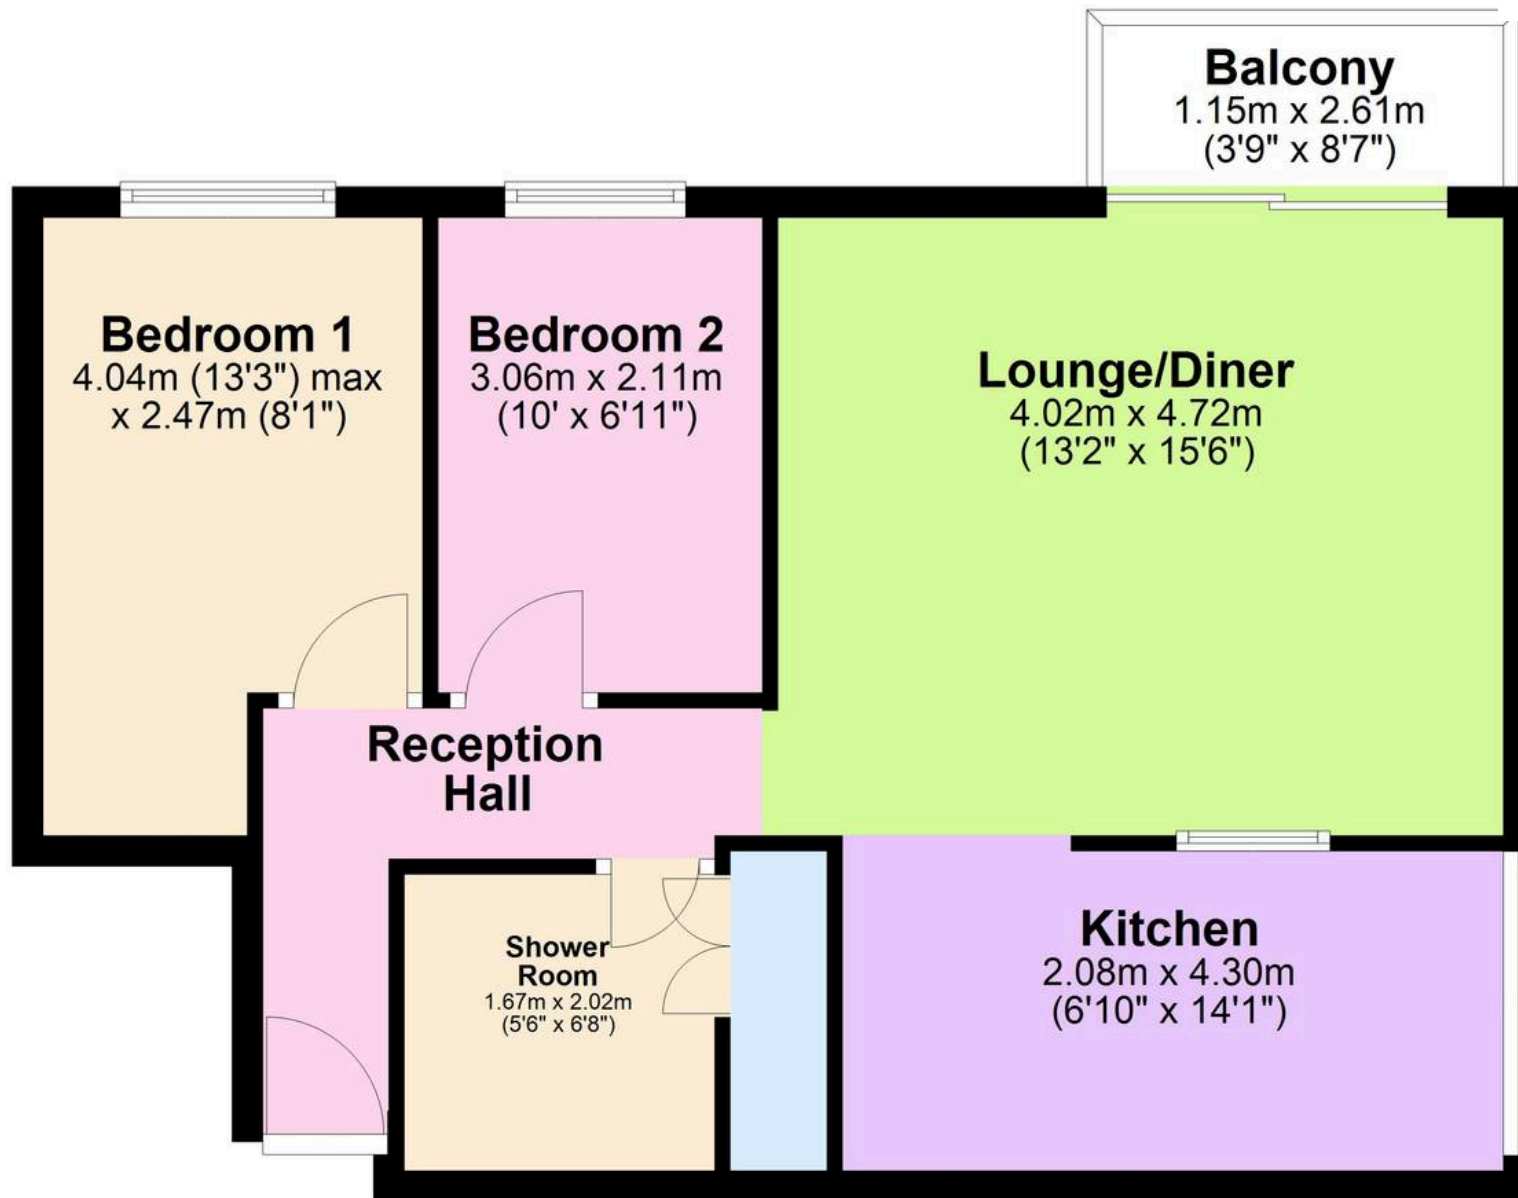 Balcony
1.15m x 2.61m
(3'9" x 8'7")
Bedroom 1
4.04m (13'3") max
x 2.47m (8'1")
Bedroom 2
3.06m x 2.11m
(10' x 6'11")
Lounge/Diner
4.02m x 4.72m
(13'2" x 15'6")
Reception
Hall
Shower
Room
1.67m x 2.02m
(5'6" x 6'8")
Kitchen
2.08m x 4.30m
(6'10" x 14'1")